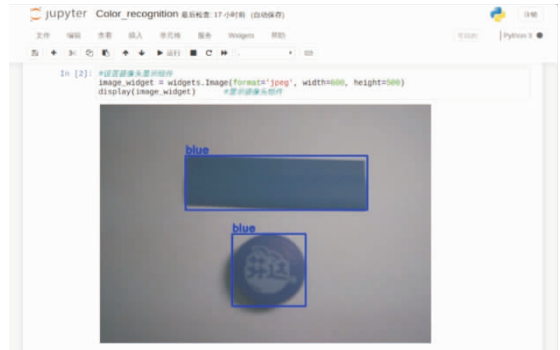 jupyter Color_recognition 最后检查: 17 小时前 (自动保存)
注销
文件 编辑 查看 插入 单元格 服务 Widgets 帮助
Python 3
运行
In [2]: #设置摄像头显示组件
image_widget = widgets.Image(format='jpeg', width=600, height=500)
display(image_widget) #显示摄像头组件
blue
blue